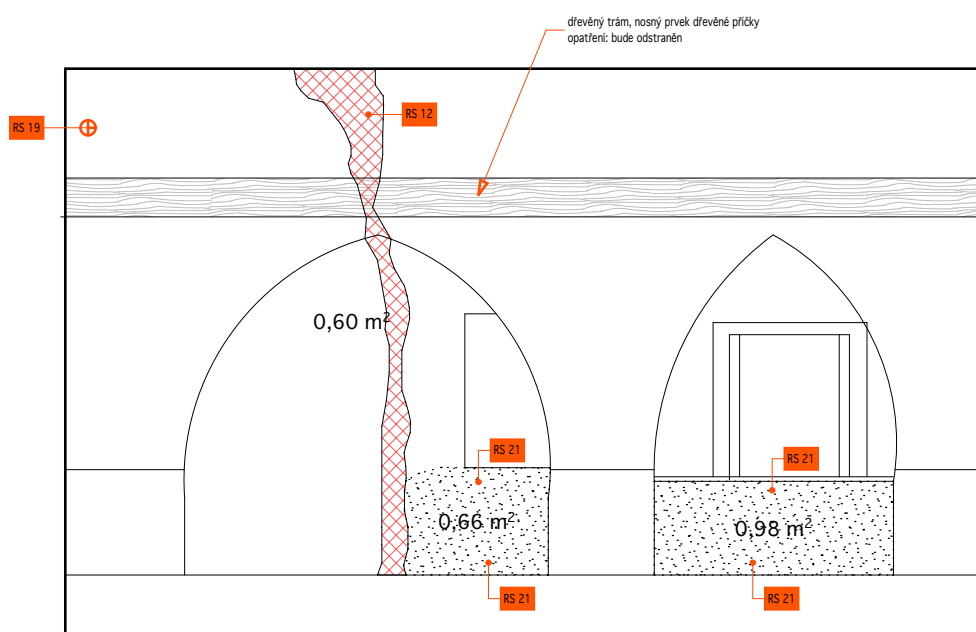 dřevěný trám, nosný prvek dřevěné příčky
opatření: bude odstraněn
RS 12
RS 19
0,60 m²
RS 21
RS 21
0,66 m²
0,98 m²
RS 21
RS 21